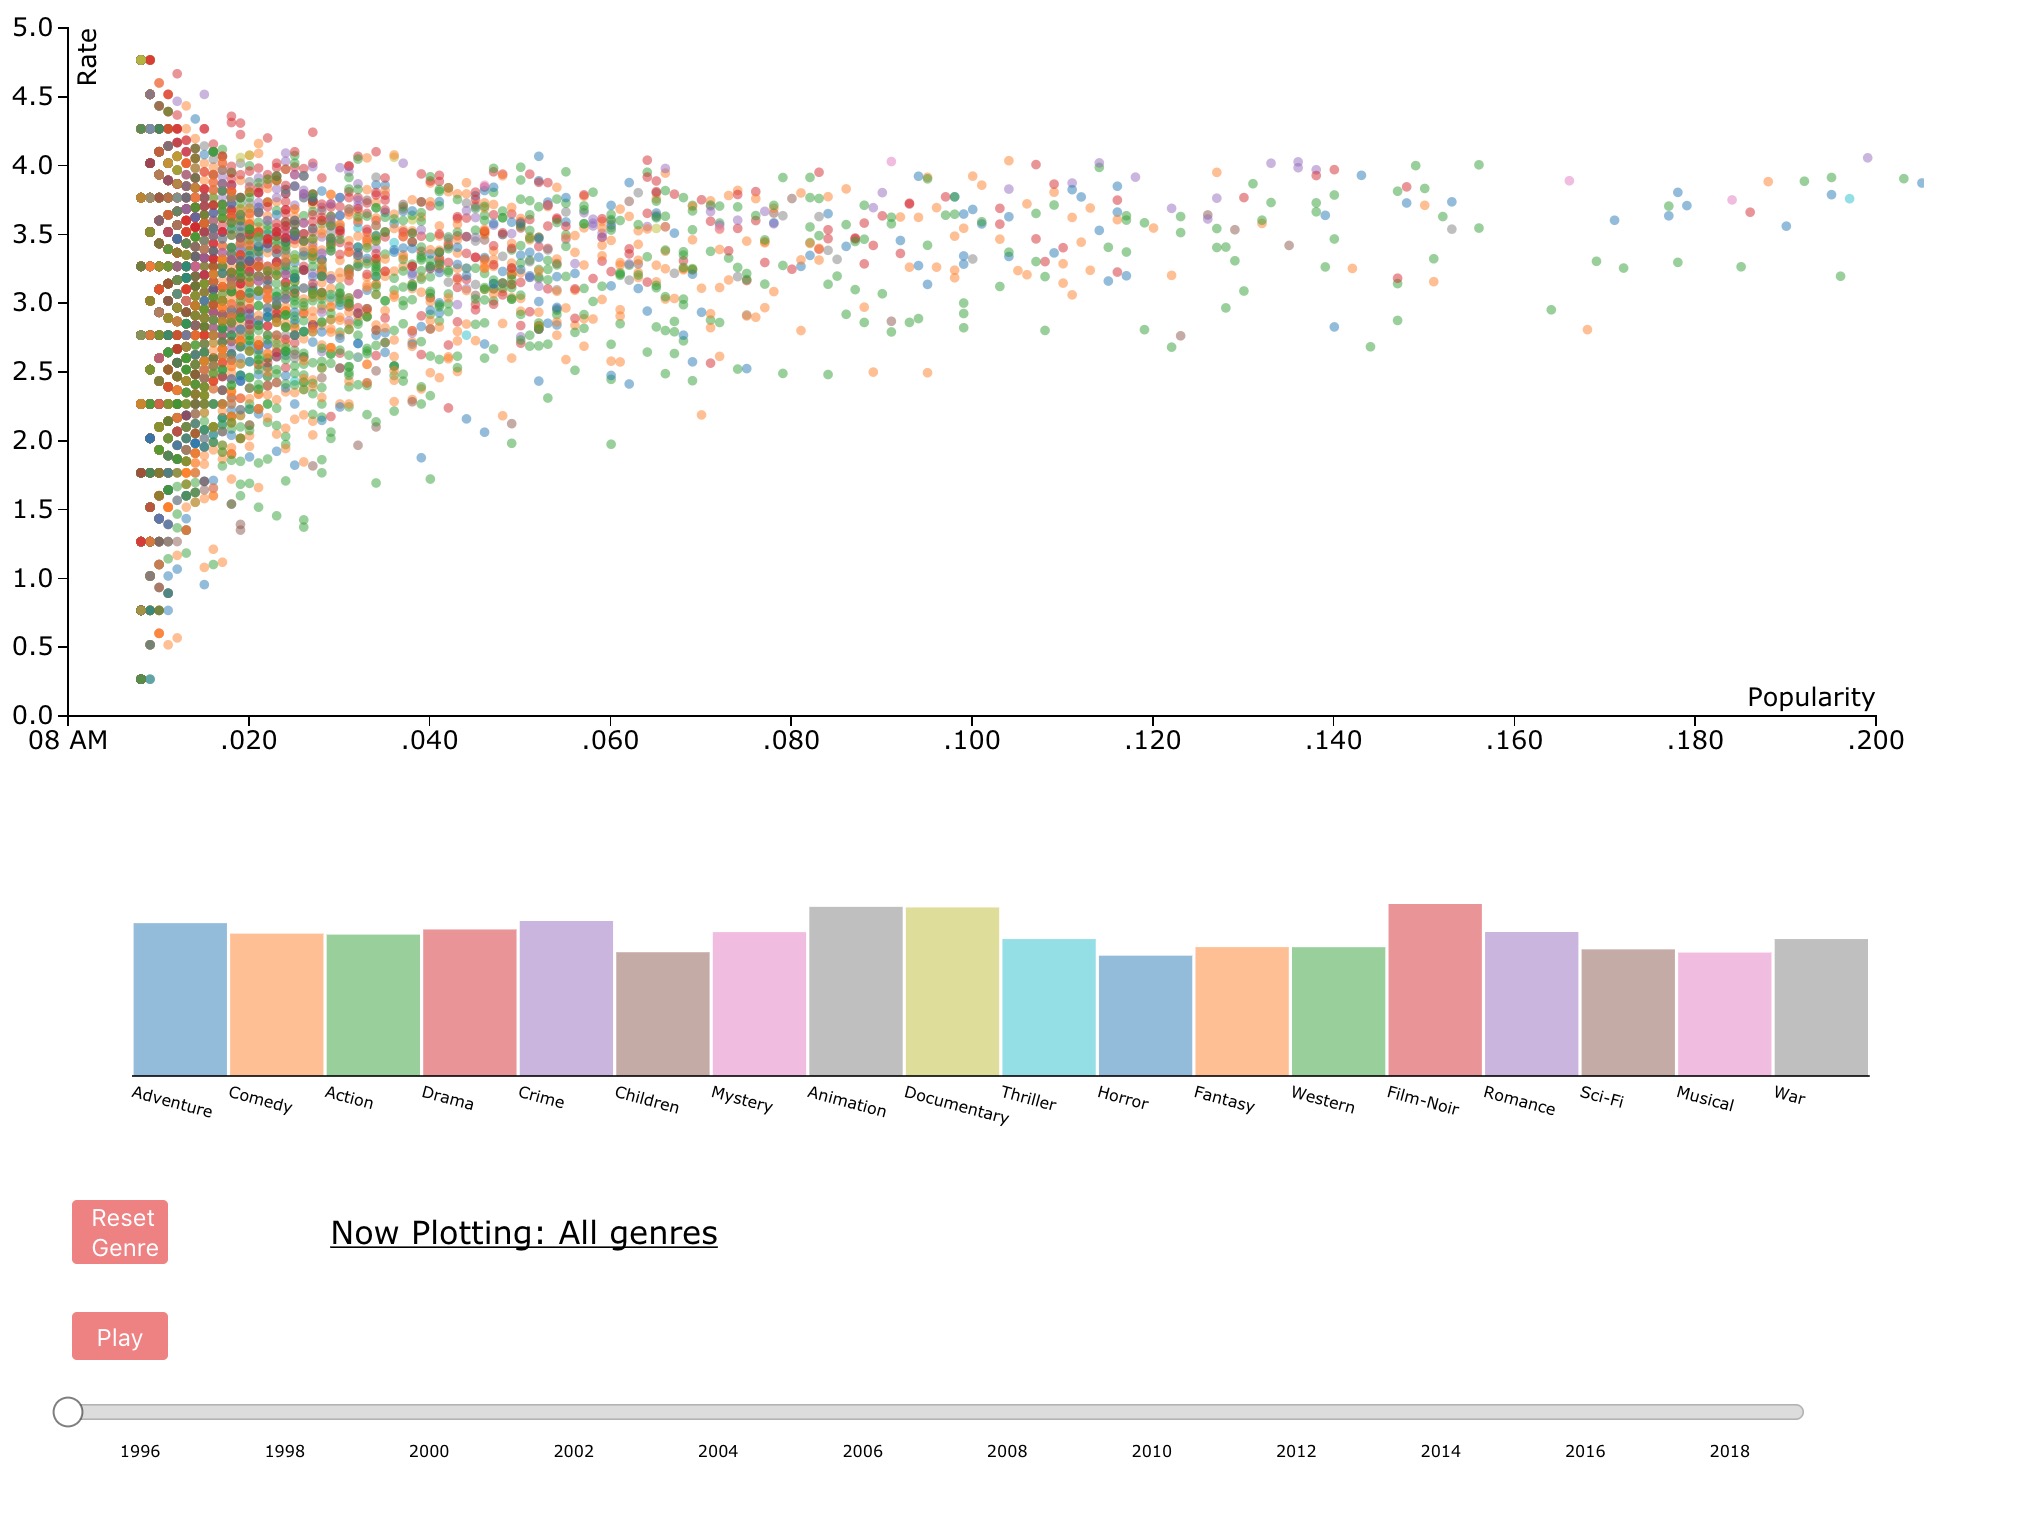 5.0
Rate
4.5
4.0
3.5
3.0
2.5
2.0
1.5
1.0
0.5
0.0
Popularity
08 AM .020 .040 .060 .080 .100 .120 .140 .160 .180 .200
Adventure Comedy Action Drama Crime Children Mystery Animation Documentary Thriller Horror Fantasy Western Film-Noir Romance Sci-Fi Musical War
Reset
Genre
Now Plotting: All genres
Play
1996 1998 2000 2002 2004 2006 2008 2010 2012 2014 2016 2018